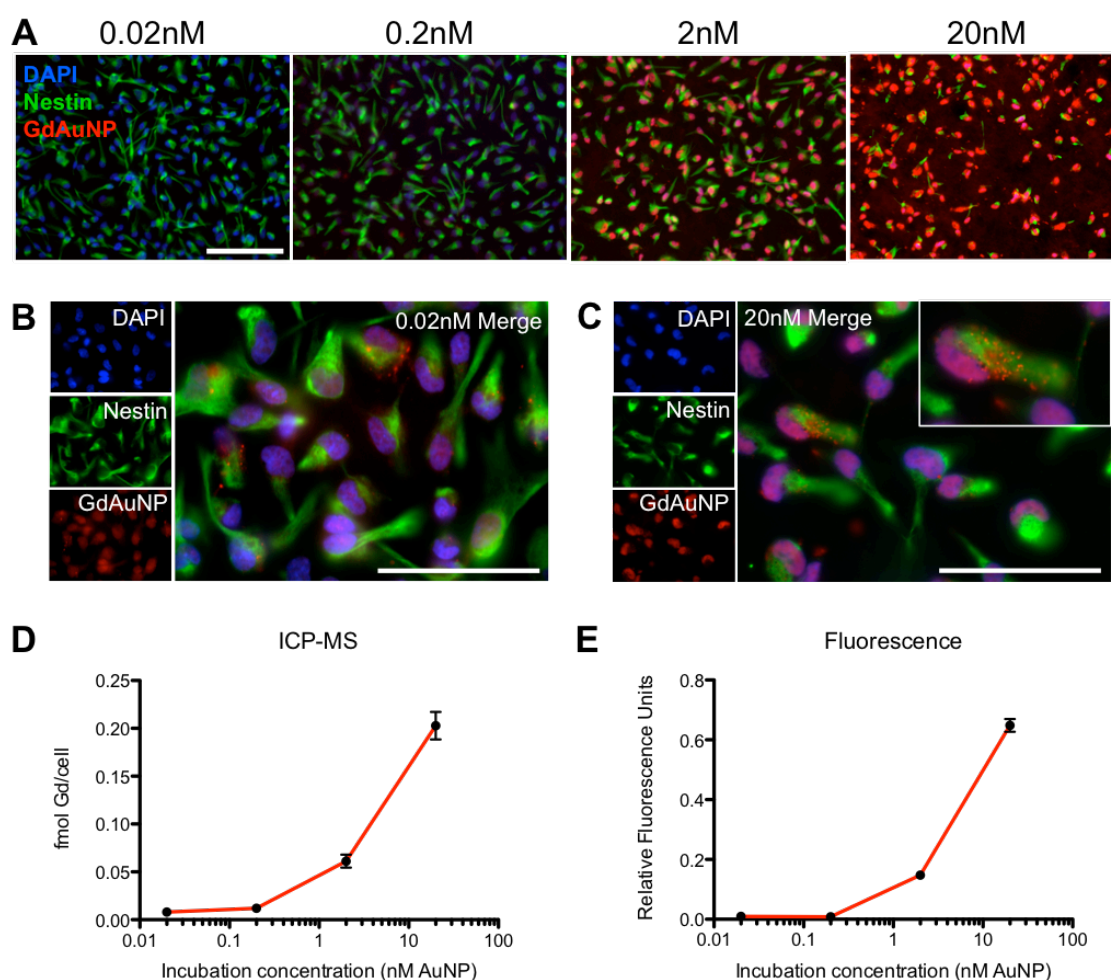 A
0.02nM
0.2nM
2nM
20nM
DAPI
Nestin
GdAuNP
B
DAPI
Nestin
GdAuNP
0.02nM Merge
C
DAPI
Nestin
GdAuNP
20nM Merge
D
ICP-MS
fmol Gd/cell
0.25
0.20
0.15
0.10
0.05
0.00
0.01
0.1
1
10
100
Incubation concentration (nM AuNP)
E
Fluorescence
Relative Fluorescence Units
0.8
0.6
0.4
0.2
0.0
0.01
0.1
1
10
100
Incubation concentration (nM AuNP)